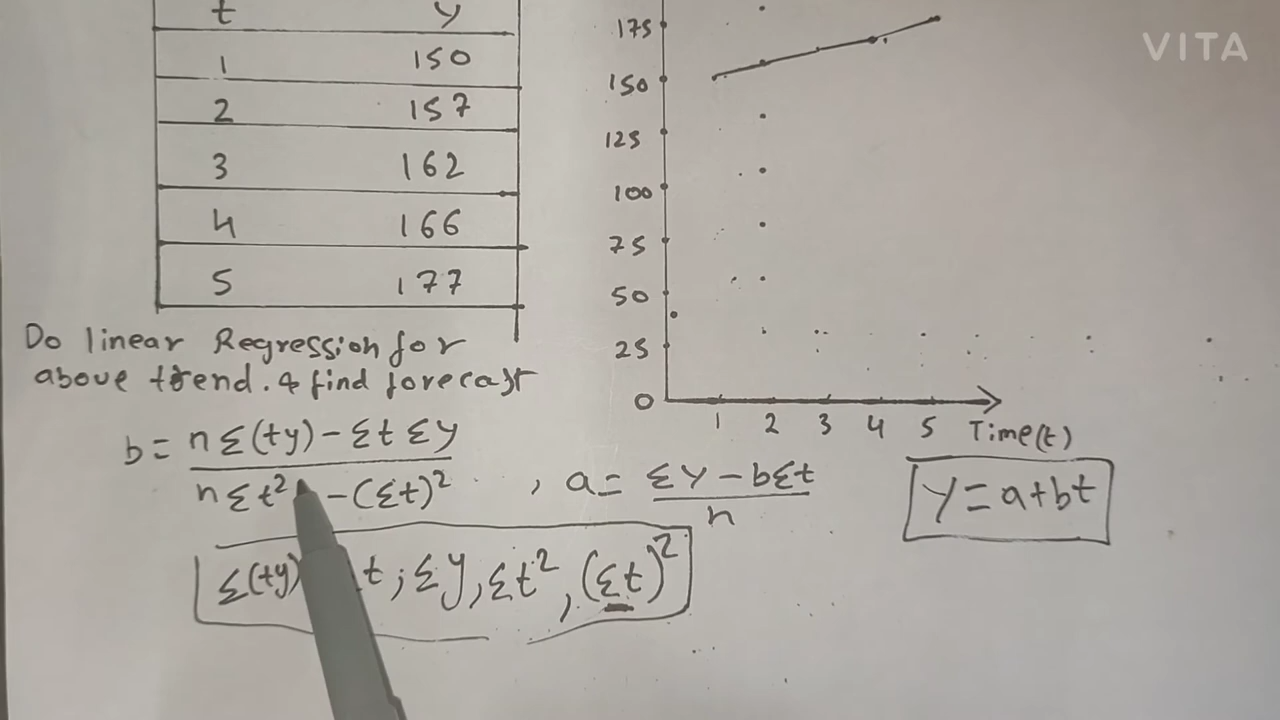 t y
1 150
2 157
3 162
4 166
5 177
Do linear Regression for
above trend. & find forecast
b = nΣ(ty) - Σt Σy
nΣt² - (Σt)²
, a = Σy - bΣt
n
y = a + bt
Σ(ty) t ; Σy, Σt², (Σt)²
175
150
125
100
75
50
25
0
1 2 3 4 5 Time(t)
VITA